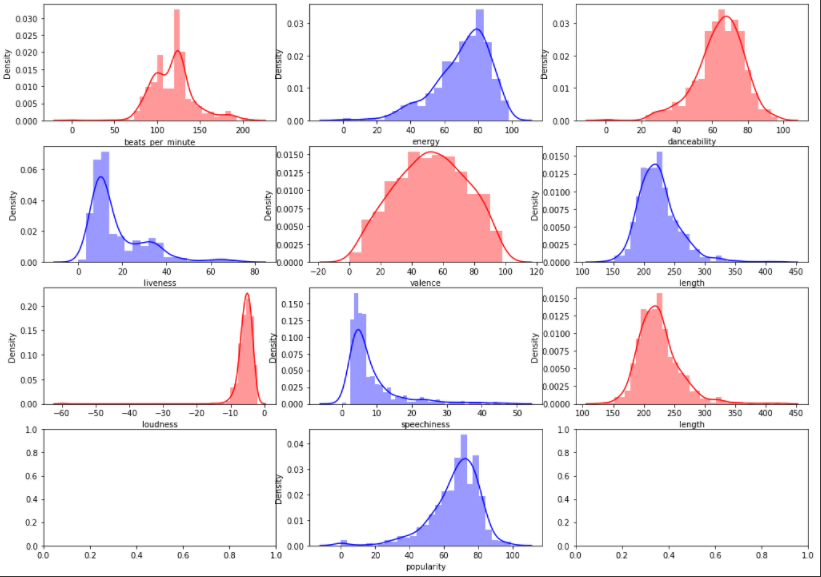 Density
0.030
0.025
0.020
0.015
0.010
0.005
0.000
0 50 100 150 200
beats_per_minute
Density
0.03
0.02
0.01
0.00
0 20 40 60 80 100
energy
Density
0.03
0.02
0.01
0.00
0 20 40 60 80 100
danceability
Density
0.06
0.04
0.02
0.00
0 20 40 60 80
liveness
Density
0.0150
0.0125
0.0100
0.0075
0.0050
0.0025
0.0000
−20 0 20 40 60 80 100 120
valence
Density
0.0150
0.0125
0.0100
0.0075
0.0050
0.0025
0.0000
100 150 200 250 300 350 400 450
length
Density
0.20
0.15
0.10
0.05
0.00
−60 −50 −40 −30 −20 −10 0
loudness
Density
0.150
0.125
0.100
0.075
0.050
0.025
0.000
0 10 20 30 40 50
speechiness
Density
0.0150
0.0125
0.0100
0.0075
0.0050
0.0025
0.0000
100 150 200 250 300 350 400 450
length
1.0
0.8
0.6
0.4
0.2
0.0
0.0 0.2 0.4 0.6 0.8 1.0
Density
0.04
0.03
0.02
0.01
0.00
0 20 40 60 80 100
popularity
1.0
0.8
0.6
0.4
0.2
0.0
0.0 0.2 0.4 0.6 0.8 1.0